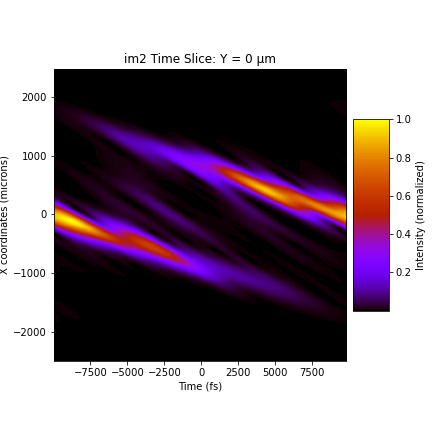 im2 Time Slice: Y = 0 μm
2000
1000
0
−1000
−2000
X coordinates (microns)
−7500 −5000 −2500 0 2500 5000 7500
Time (fs)
1.0
0.8
0.6
0.4
0.2
Intensity (normalized)